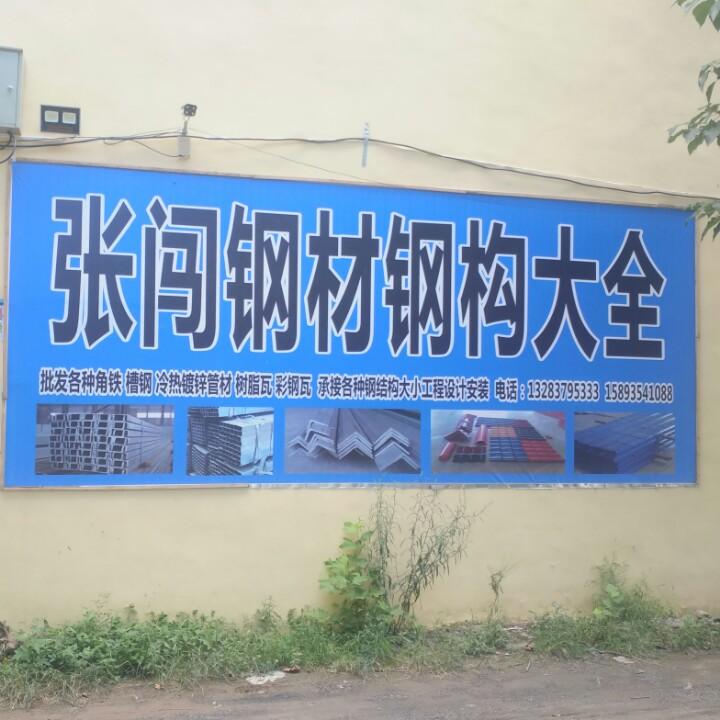 张闯钢材钢构大全
批发各种角铁 槽钢 冷热镀锌管材 树脂瓦 彩钢瓦 承接各种钢结构大小工程设计安装 电话：13283795333 15893541088